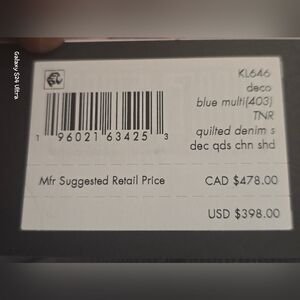 Galaxy S24 Ultra
KL646
deco
blue multi(403)
TNR
quilted denim s
dec qds chn shd
1 96021 63425 3
Mfr Suggested Retail Price CAD $478.00
USD $398.00